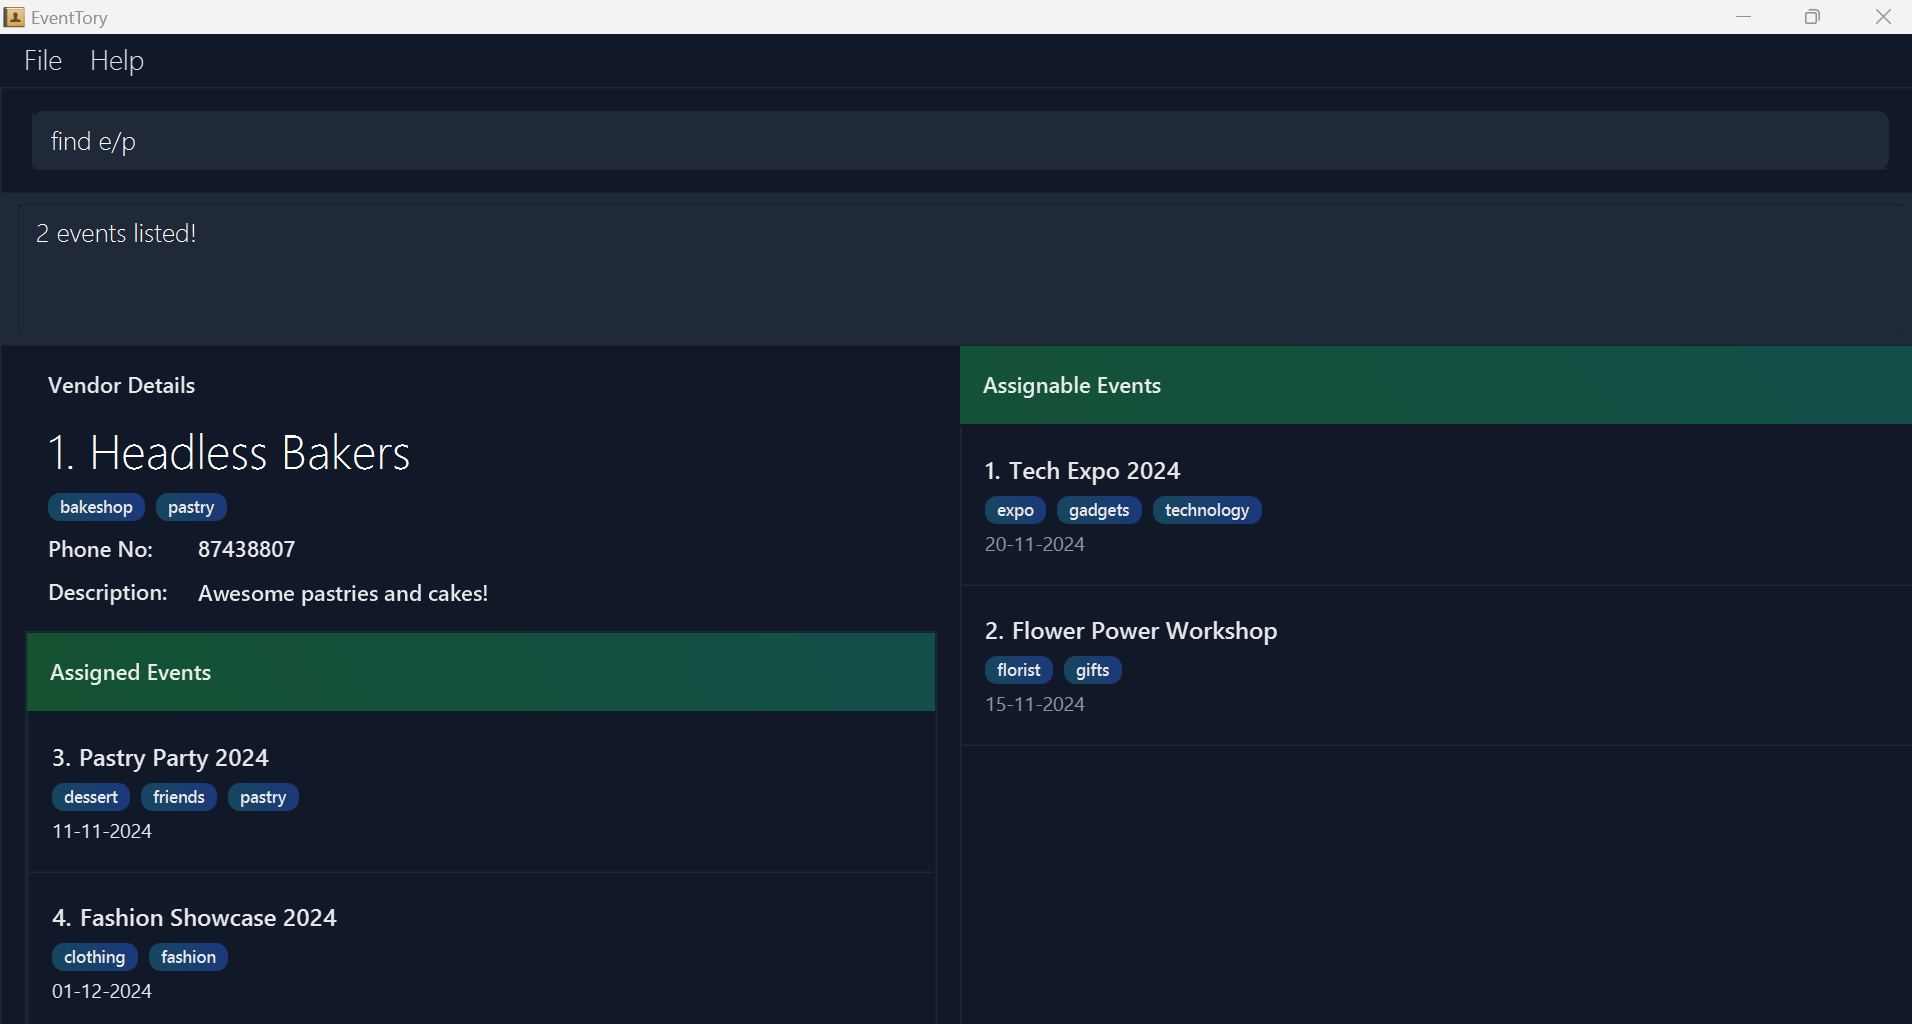 EventTory
File Help
find e/p
2 events listed!
Vendor Details
1. Headless Bakers
bakeshop pastry
Phone No: 87438807
Description: Awesome pastries and cakes!
Assigned Events
3. Pastry Party 2024
dessert friends pastry
11-11-2024
4. Fashion Showcase 2024
clothing fashion
01-12-2024
Assignable Events
1. Tech Expo 2024
expo gadgets technology
20-11-2024
2. Flower Power Workshop
florist gifts
15-11-2024